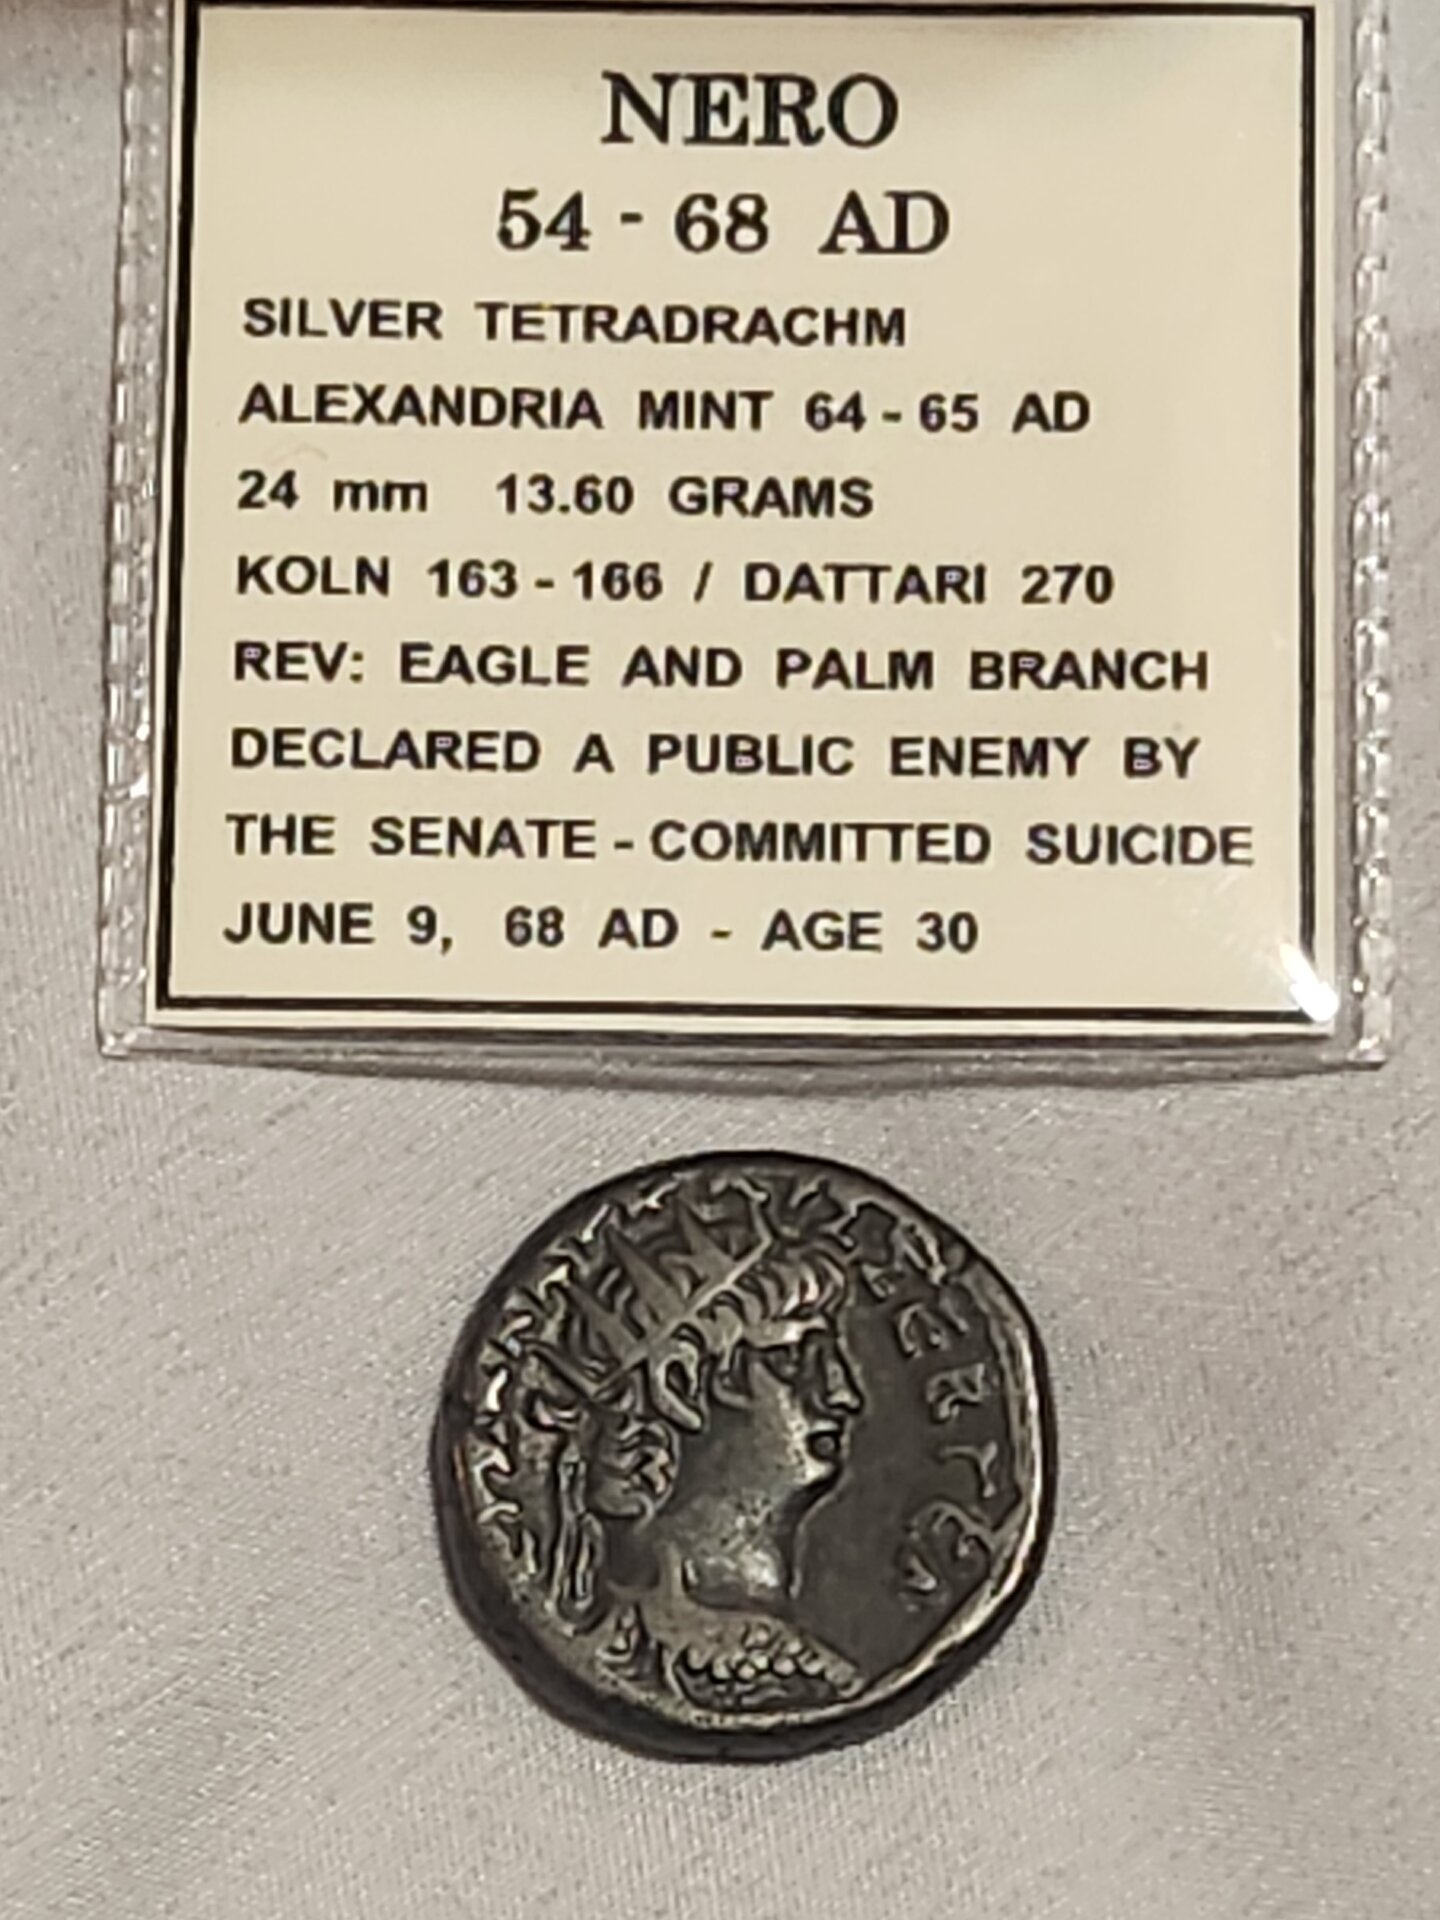 NERO
54 - 68 AD
SILVER TETRADRACHM
ALEXANDRIA MINT 64 - 65 AD
24 mm 13.60 GRAMS
KOLN 163 - 166 / DATTARI 270
REV: EAGLE AND PALM BRANCH
DECLARED A PUBLIC ENEMY BY
THE SENATE - COMMITTED SUICIDE
JUNE 9, 68 AD - AGE 30